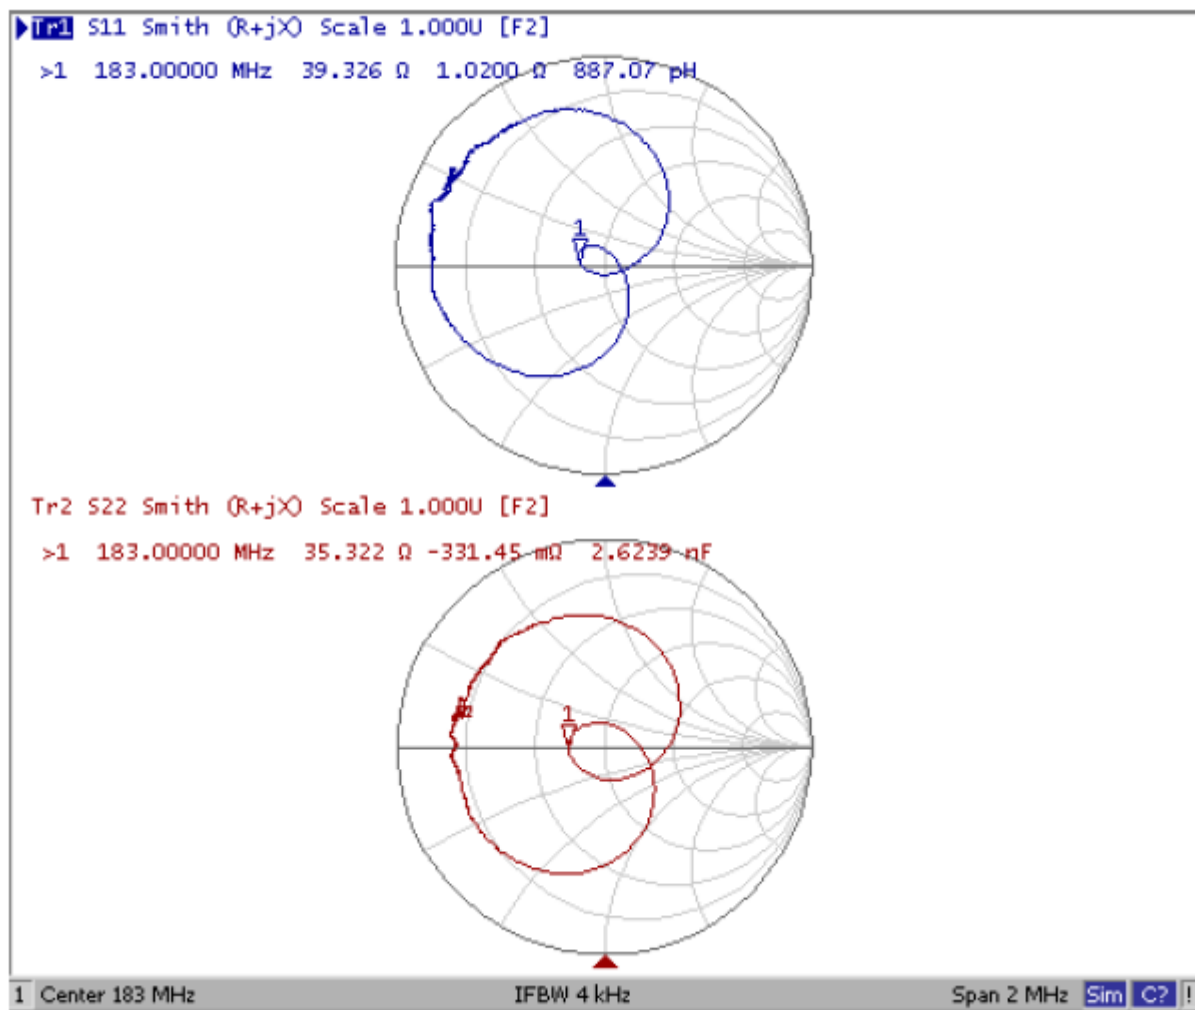 Tr1 S11 Smith (R+jX) Scale 1.000U [F2]
>1 183.00000 MHz 39.326 Ω 1.0200 Ω 887.07 pH
1
Tr2 S22 Smith (R+jX) Scale 1.000U [F2]
>1 183.00000 MHz 35.322 Ω -331.45 mΩ 2.6239 nF
1
1 Center 183 MHz IFBW 4 kHz Span 2 MHz Sim C? !